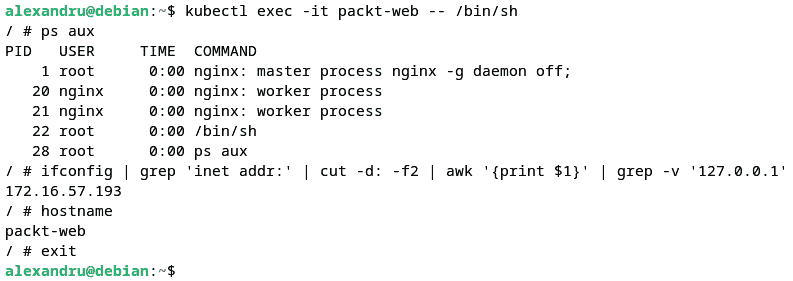 alexandru@debian:~$ kubectl exec -it packt-web -- /bin/sh
/ # ps aux
PID   USER     TIME  COMMAND
    1 root      0:00 nginx: master process nginx -g daemon off;
   20 nginx     0:00 nginx: worker process
   21 nginx     0:00 nginx: worker process
   22 root      0:00 /bin/sh
   28 root      0:00 ps aux
/ # ifconfig | grep 'inet addr:' | cut -d: -f2 | awk '{print $1}' | grep -v '127.0.0.1'
172.16.57.193
/ # hostname
packt-web
/ # exit
alexandru@debian:~$